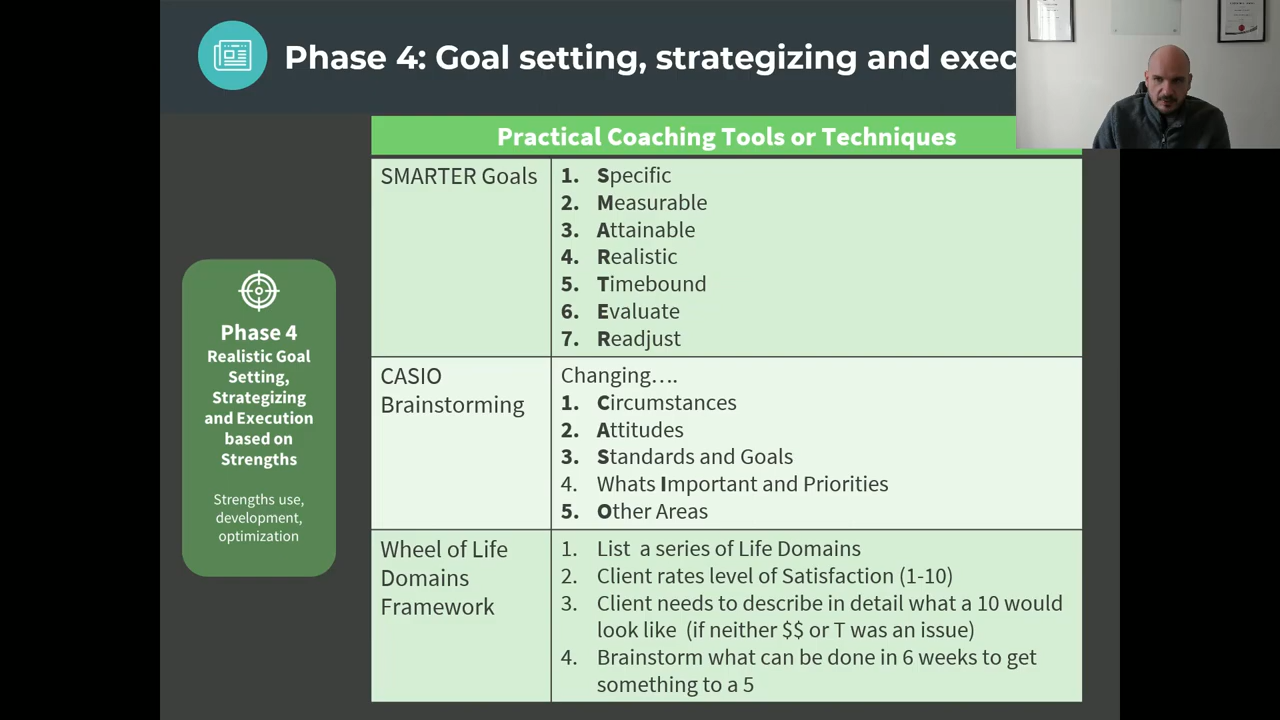 Phase 4: Goal setting, strategizing and exec
Practical Coaching Tools or Techniques
SMARTER Goals
1. Specific
2. Measurable
3. Attainable
4. Realistic
5. Timebound
6. Evaluate
7. Readjust
CASIO
Brainstorming
Changing....
1. Circumstances
2. Attitudes
3. Standards and Goals
4. Whats Important and Priorities
5. Other Areas
Wheel of Life
Domains
Framework
1. List a series of Life Domains
2. Client rates level of Satisfaction (1-10)
3. Client needs to describe in detail what a 10 would
look like (if neither $$ or T was an issue)
4. Brainstorm what can be done in 6 weeks to get
something to a 5
Phase 4
Realistic Goal
Setting,
Strategizing
and Execution
based on
Strengths
Strengths use,
development,
optimization